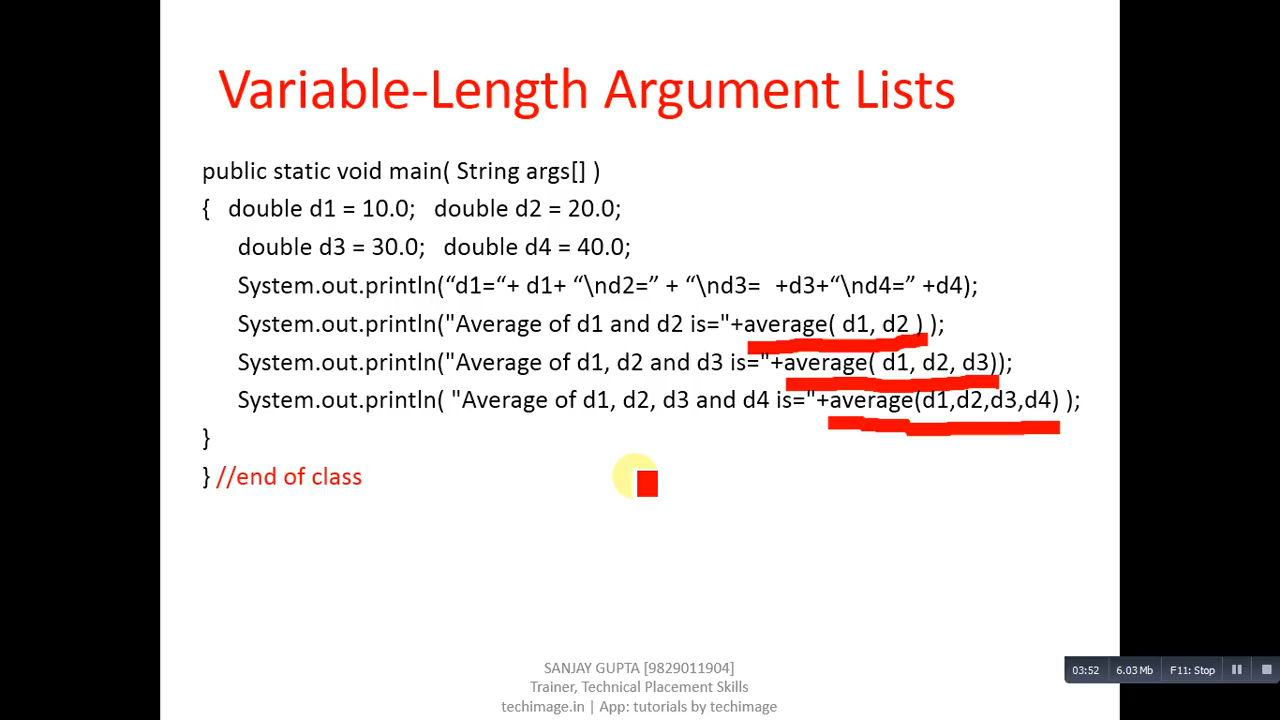 Variable-Length Argument Lists
public static void main( String args[] )
{   double d1 = 10.0;   double d2 = 20.0;
double d3 = 30.0;   double d4 = 40.0;
System.out.println(“d1=“+ d1+ “\nd2=” + “\nd3=  +d3+“\nd4=” +d4);
System.out.println("Average of d1 and d2 is="+average( d1, d2 ) );
System.out.println("Average of d1, d2 and d3 is="+average( d1, d2, d3));
System.out.println( "Average of d1, d2, d3 and d4 is="+average(d1,d2,d3,d4) );
}
} //end of class
SANJAY GUPTA [9829011904]
Trainer, Technical Placement Skills
techimage.in | App: tutorials by techimage
03:52 6.03 Mb F11: Stop